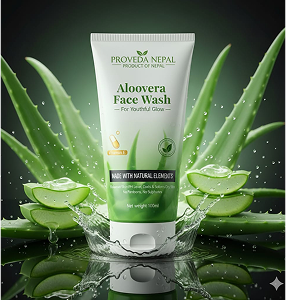 PROVEDA NEPAL
PRODUCT OF NEPAL
Aloovera
Face Wash
For Youthful Glow
MADE WITH NATURAL ELEMENTS
Net weight 100ml